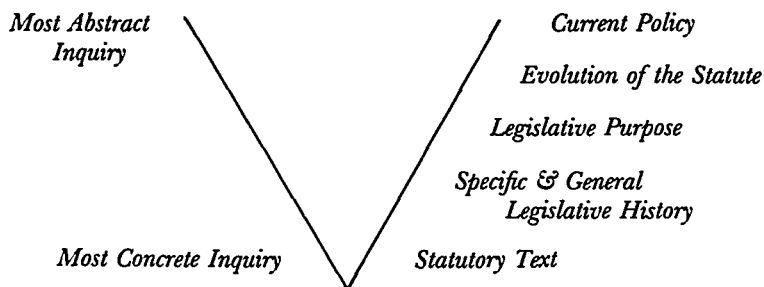 Most Abstract
Inquiry
Current Policy
Evolution of the Statute
Legislative Purpose
Specific & General
Legislative History
Most Concrete Inquiry
Statutory Text